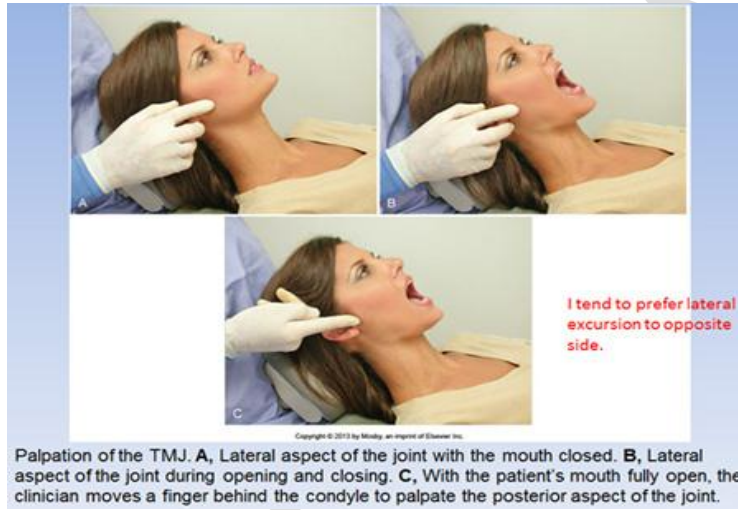 A
B
I tend to prefer lateral
excursion to opposite
side.
C
Copyright © 2013 by Mosby, an imprint of Elsevier Inc.
Palpation of the TMJ. A, Lateral aspect of the joint with the mouth closed. B, Lateral
aspect of the joint during opening and closing. C, With the patient's mouth fully open, the
clinician moves a finger behind the condyle to palpate the posterior aspect of the joint.